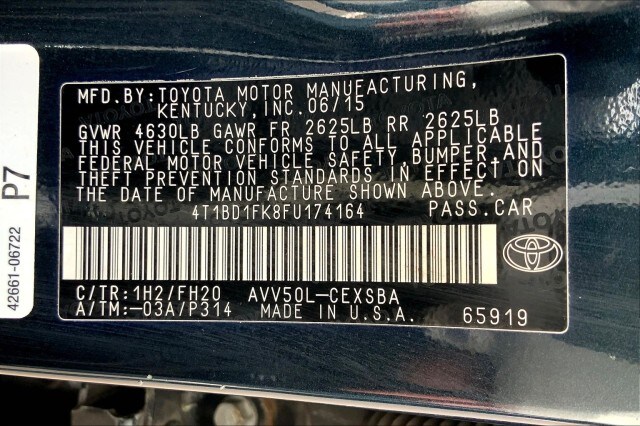 MFD.BY:TOYOTA MOTOR MANUFACTURING,
KENTUCKY,INC.06/15
GVWR 4630LB GAWR FR 2625LB RR 2625LB
THIS VEHICLE CONFORMS TO ALL APPLICABLE
FEDERAL MOTOR VEHICLE SAFETY,BUMPER,AND
THEFT PREVENTION STANDARDS IN EFFECT ON
THE DATE OF MANUFACTURE SHOWN ABOVE.
4T1BD1FK8FU174164 PASS.CAR
C/TR:1H2/FH20 AVV50L-CEXSBA
A/TM:-03A/P314 MADE IN U.S.A. 65919
P7
42661-06722